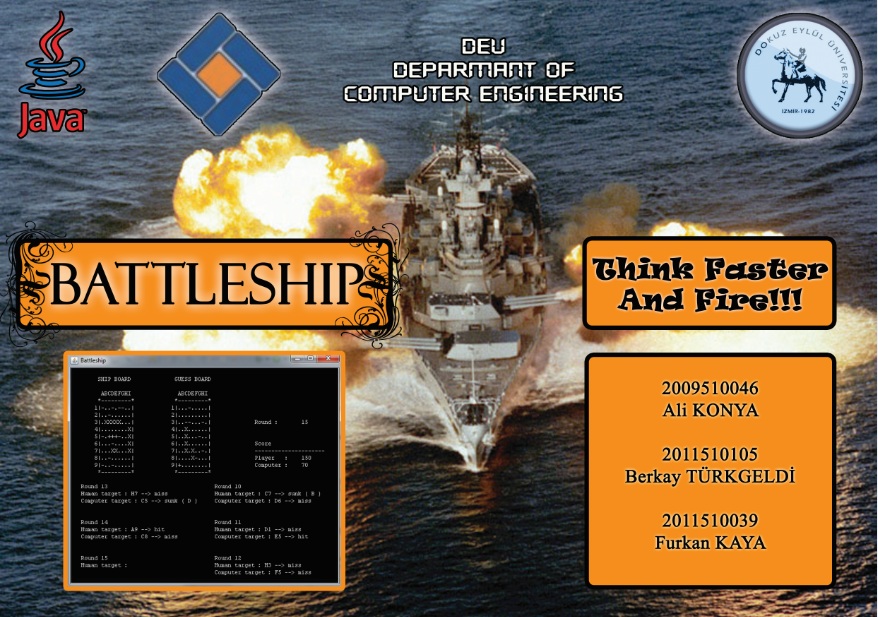 Java
DEU
DEPARMANT OF
COMPUTER ENGINEERING
DOKUZ EYLÜL ÜNİVERSİTESİ
İZMİR-1982
BATTLESHIP
Think Faster
And Fire!!!
Battleship
SHIP BOARD GUESS BOARD
ABCDEFGHI ABCDEFGHI
Round : 15
Score
Player : 130
Computer : 70
Round 13
Human target : H7 --> miss
Computer target : C5 --> sunk ( D )
Round 10
Human target : C7 --> sunk ( B )
Computer target : D6 --> miss
Round 14
Human target : A9 --> hit
Computer target : C8 --> miss
Round 11
Human target : D1 --> miss
Computer target : E5 --> hit
Round 15
Human target :
Round 12
Human target : H3 --> miss
Computer target : F5 --> miss
2009510046
Ali KONYA
2011510105
Berkay TÜRKGELDİ
2011510039
Furkan KAYA